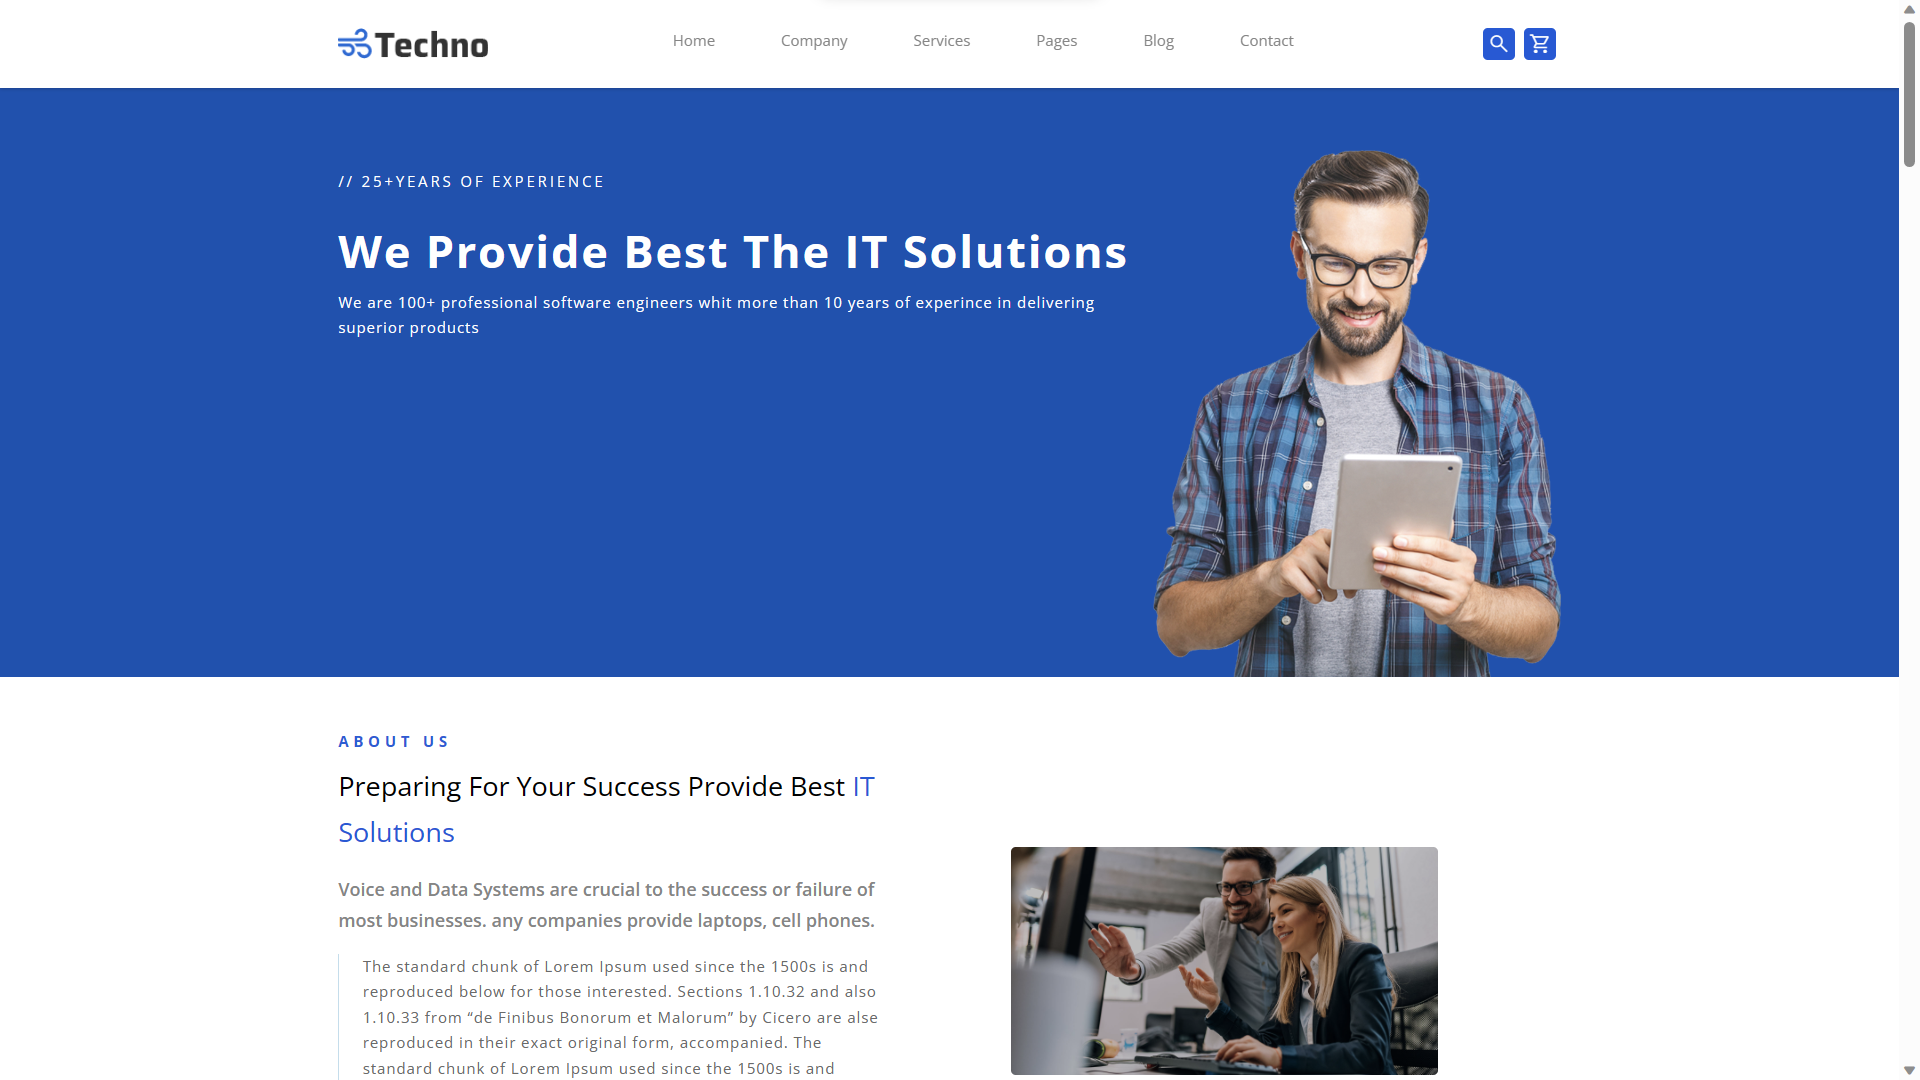 Techno
Home
Company
Services
Pages
Blog
Contact
// 25+YEARS OF EXPERIENCE
We Provide Best The IT Solutions
We are 100+ professional software engineers whit more than 10 years of experince in delivering
superior products
ABOUT US
Preparing For Your Success Provide Best IT
Solutions
Voice and Data Systems are crucial to the success or failure of
most businesses. any companies provide laptops, cell phones.
The standard chunk of Lorem Ipsum used since the 1500s is and
reproduced below for those interested. Sections 1.10.32 and also
1.10.33 from “de Finibus Bonorum et Malorum” by Cicero are alse
reproduced in their exact original form, accompanied. The
standard chunk of Lorem Ipsum used since the 1500s is and